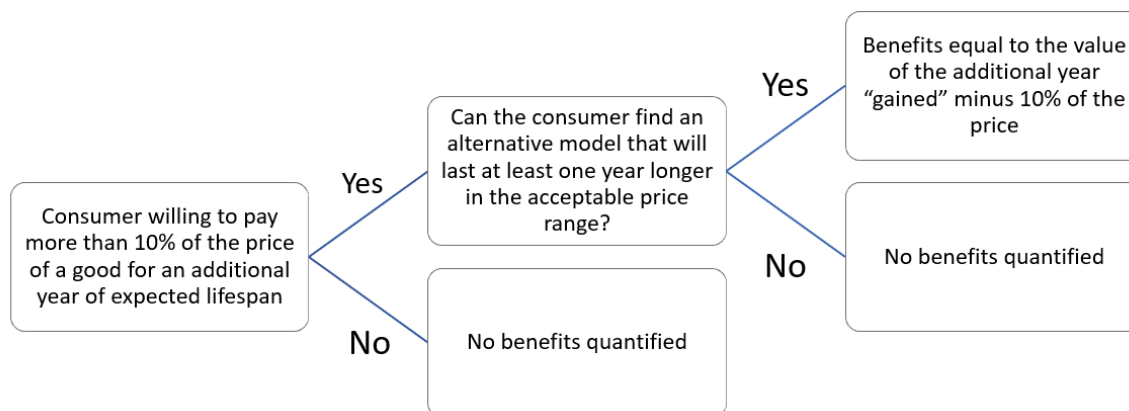 Consumer willing to pay
more than 10% of the price
of a good for an additional
year of expected lifespan
Yes
No
Can the consumer find an
alternative model that will
last at least one year longer
in the acceptable price
range?
No benefits quantified
Yes
No
Benefits equal to the value
of the additional year
“gained” minus 10% of the
price
No benefits quantified